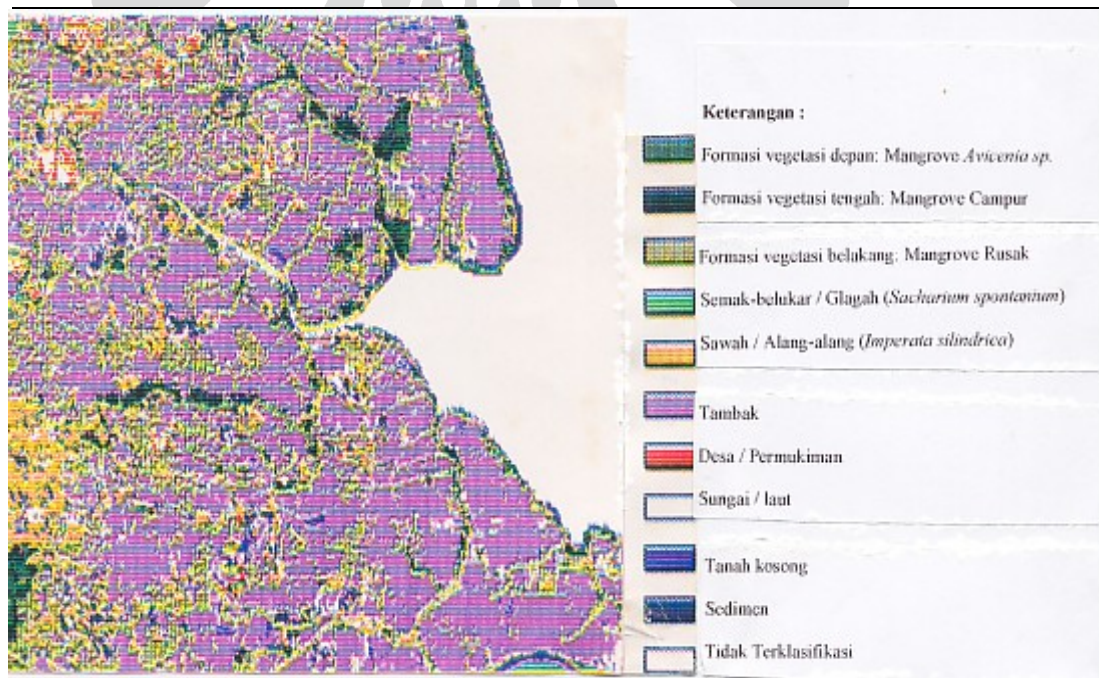 Keterangan :
Formasi vegetasi depan: Mangrove Avicenia sp.
Formasi vegetasi tengah: Mangrove Campur
Formasi vegetasi belakang: Mangrove Rusak
Semak-belukar / Glagah (Sacharium spontanium)
Sawah / Alang-alang (Imperata silindrica)
Tambak
Desa / Permukiman
Sungai / laut
Tanah kosong
Sedimen
Tidak Terklasifikasi